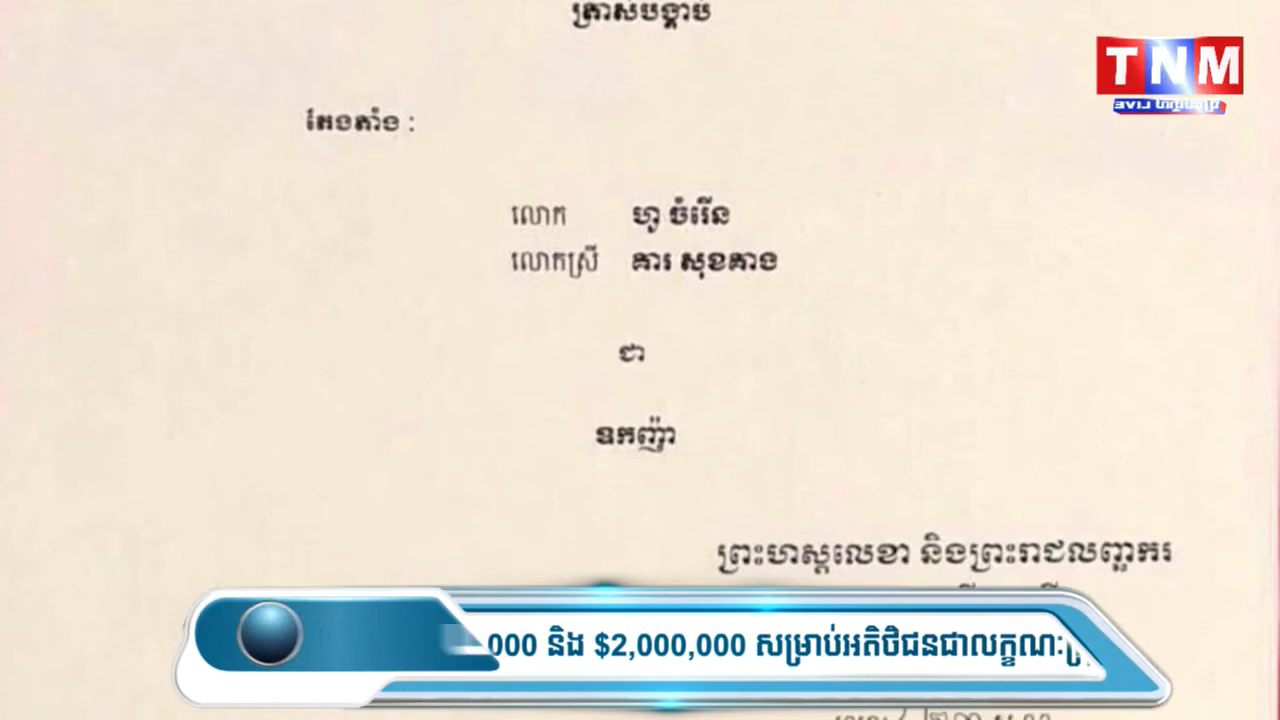 ត្រាស់បង្គាប់
TNM
តែងតាំង :
លោក ហូ ចំរើន
លោកស្រី គារ សុខគាង
ជា
ឧកញ៉ា
ព្រះហស្តលេខា និងព្រះរាជលញ្ឆករ
000 និង $2,000,000 សម្រាប់អតិថិជនជាលក្ខណៈ